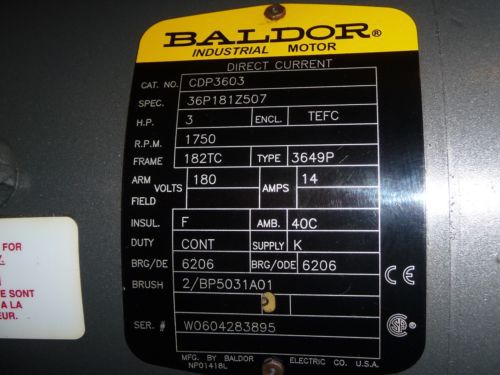 BALDOR®
INDUSTRIAL MOTOR
DIRECT CURRENT
CAT. NO. CDP3603
SPEC. 36P181Z507
H.P. 3 ENCL. TEFC
R.P.M. 1750
FRAME 182TC TYPE 3649P
ARM VOLTS 180 AMPS 14
FIELD
INSUL. F AMB. 40C
DUTY CONT SUPPLY K
BRG/DE 6206 BRG/ODE 6206
BRUSH 2/BP5031A01
SER. # W0604283895
MFG. BY BALDOR ELECTRIC CO. U.S.A.
NP01418L
CE
FOR
E SONT
A LA
EUR.